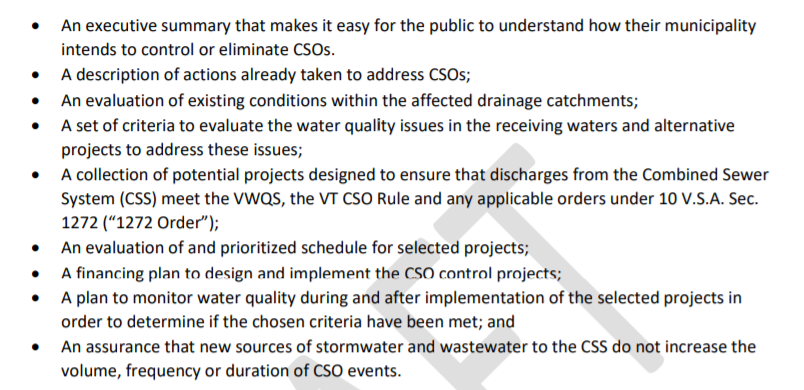 • An executive summary that makes it easy for the public to understand how their municipality
intends to control or eliminate CSOs.
• A description of actions already taken to address CSOs;
• An evaluation of existing conditions within the affected drainage catchments;
• A set of criteria to evaluate the water quality issues in the receiving waters and alternative
projects to address these issues;
• A collection of potential projects designed to ensure that discharges from the Combined Sewer
System (CSS) meet the VWQS, the VT CSO Rule and any applicable orders under 10 V.S.A. Sec.
1272 (“1272 Order”);
• An evaluation of and prioritized schedule for selected projects;
• A financing plan to design and implement the CSO control projects;
• A plan to monitor water quality during and after implementation of the selected projects in
order to determine if the chosen criteria have been met; and
• An assurance that new sources of stormwater and wastewater to the CSS do not increase the
volume, frequency or duration of CSO events.